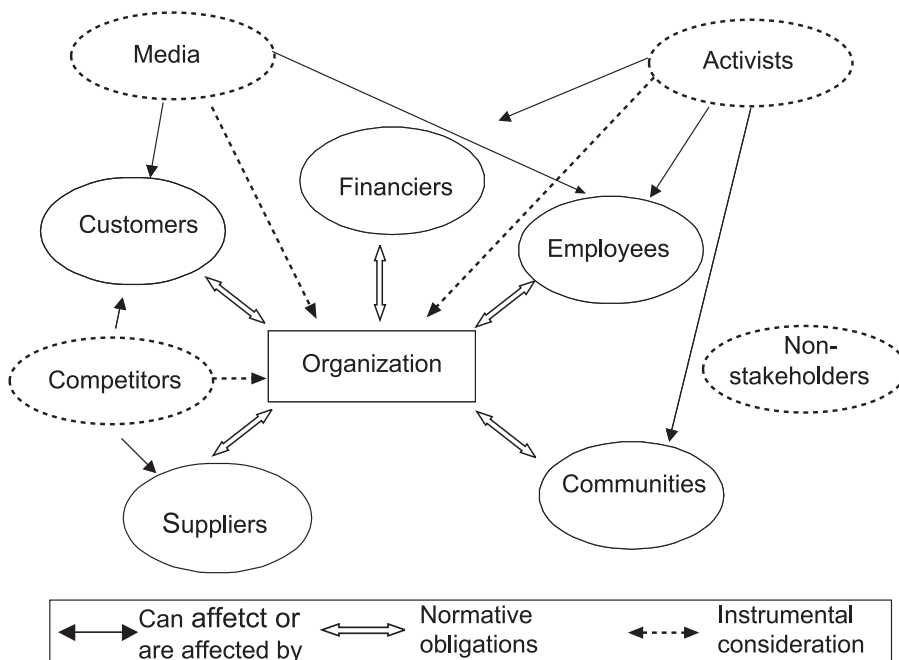 Media
Activists
Financiers
Customers
Employees
Organization
Non-
stakeholders
Competitors
Communities
Suppliers
Can affetct or
are affected by
Normative
obligations
Instrumental
consideration